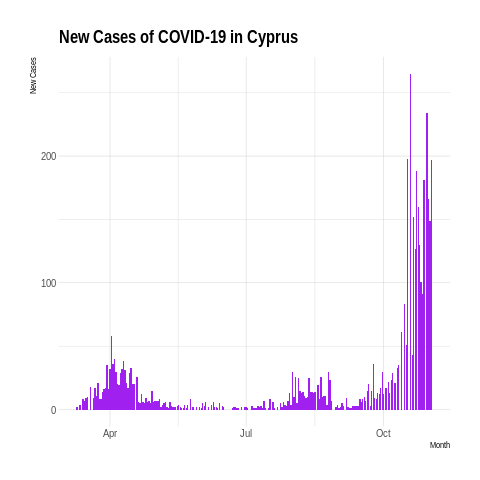 New Cases of COVID-19 in Cyprus
New Cases
200
100
0
Apr
Jul
Oct
Month